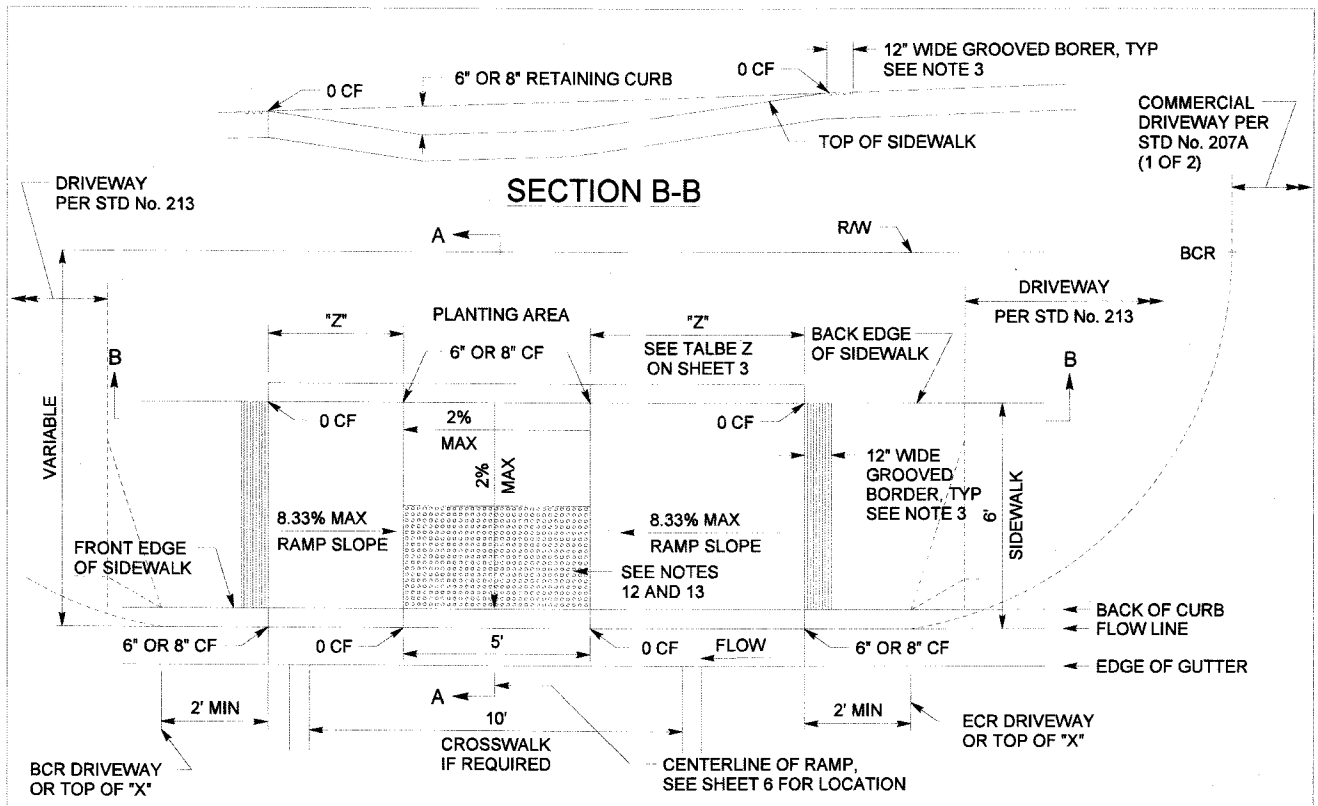 12" WIDE GROOVED BORER, TYP
SEE NOTE 3
0 CF
6" OR 8" RETAINING CURB
0 CF
COMMERCIAL
DRIVEWAY PER
STD No. 207A
(1 OF 2)
TOP OF SIDEWALK
DRIVEWAY
PER STD No. 213
SECTION B-B
A
R/W
BCR
DRIVEWAY
PER STD No. 213
"Z"
PLANTING AREA
"Z"
6" OR 8" CF
SEE TALBE Z
ON SHEET 3
BACK EDGE
OF SIDEWALK
B
B
VARIABLE
0 CF
2%
MAX
0 CF
2%
MAX
12" WIDE
GROOVED
BORDER, TYP
SEE NOTE 3
6'
SIDEWALK
8.33% MAX
RAMP SLOPE
8.33% MAX
RAMP SLOPE
FRONT EDGE
OF SIDEWALK
SEE NOTES
12 AND 13
BACK OF CURB
FLOW LINE
6" OR 8" CF
0 CF
5'
0 CF
FLOW
6" OR 8" CF
EDGE OF GUTTER
A
2' MIN
10'
2' MIN
CROSSWALK
IF REQUIRED
CENTERLINE OF RAMP,
SEE SHEET 6 FOR LOCATION
ECR DRIVEWAY
OR TOP OF "X"
BCR DRIVEWAY
OR TOP OF "X"